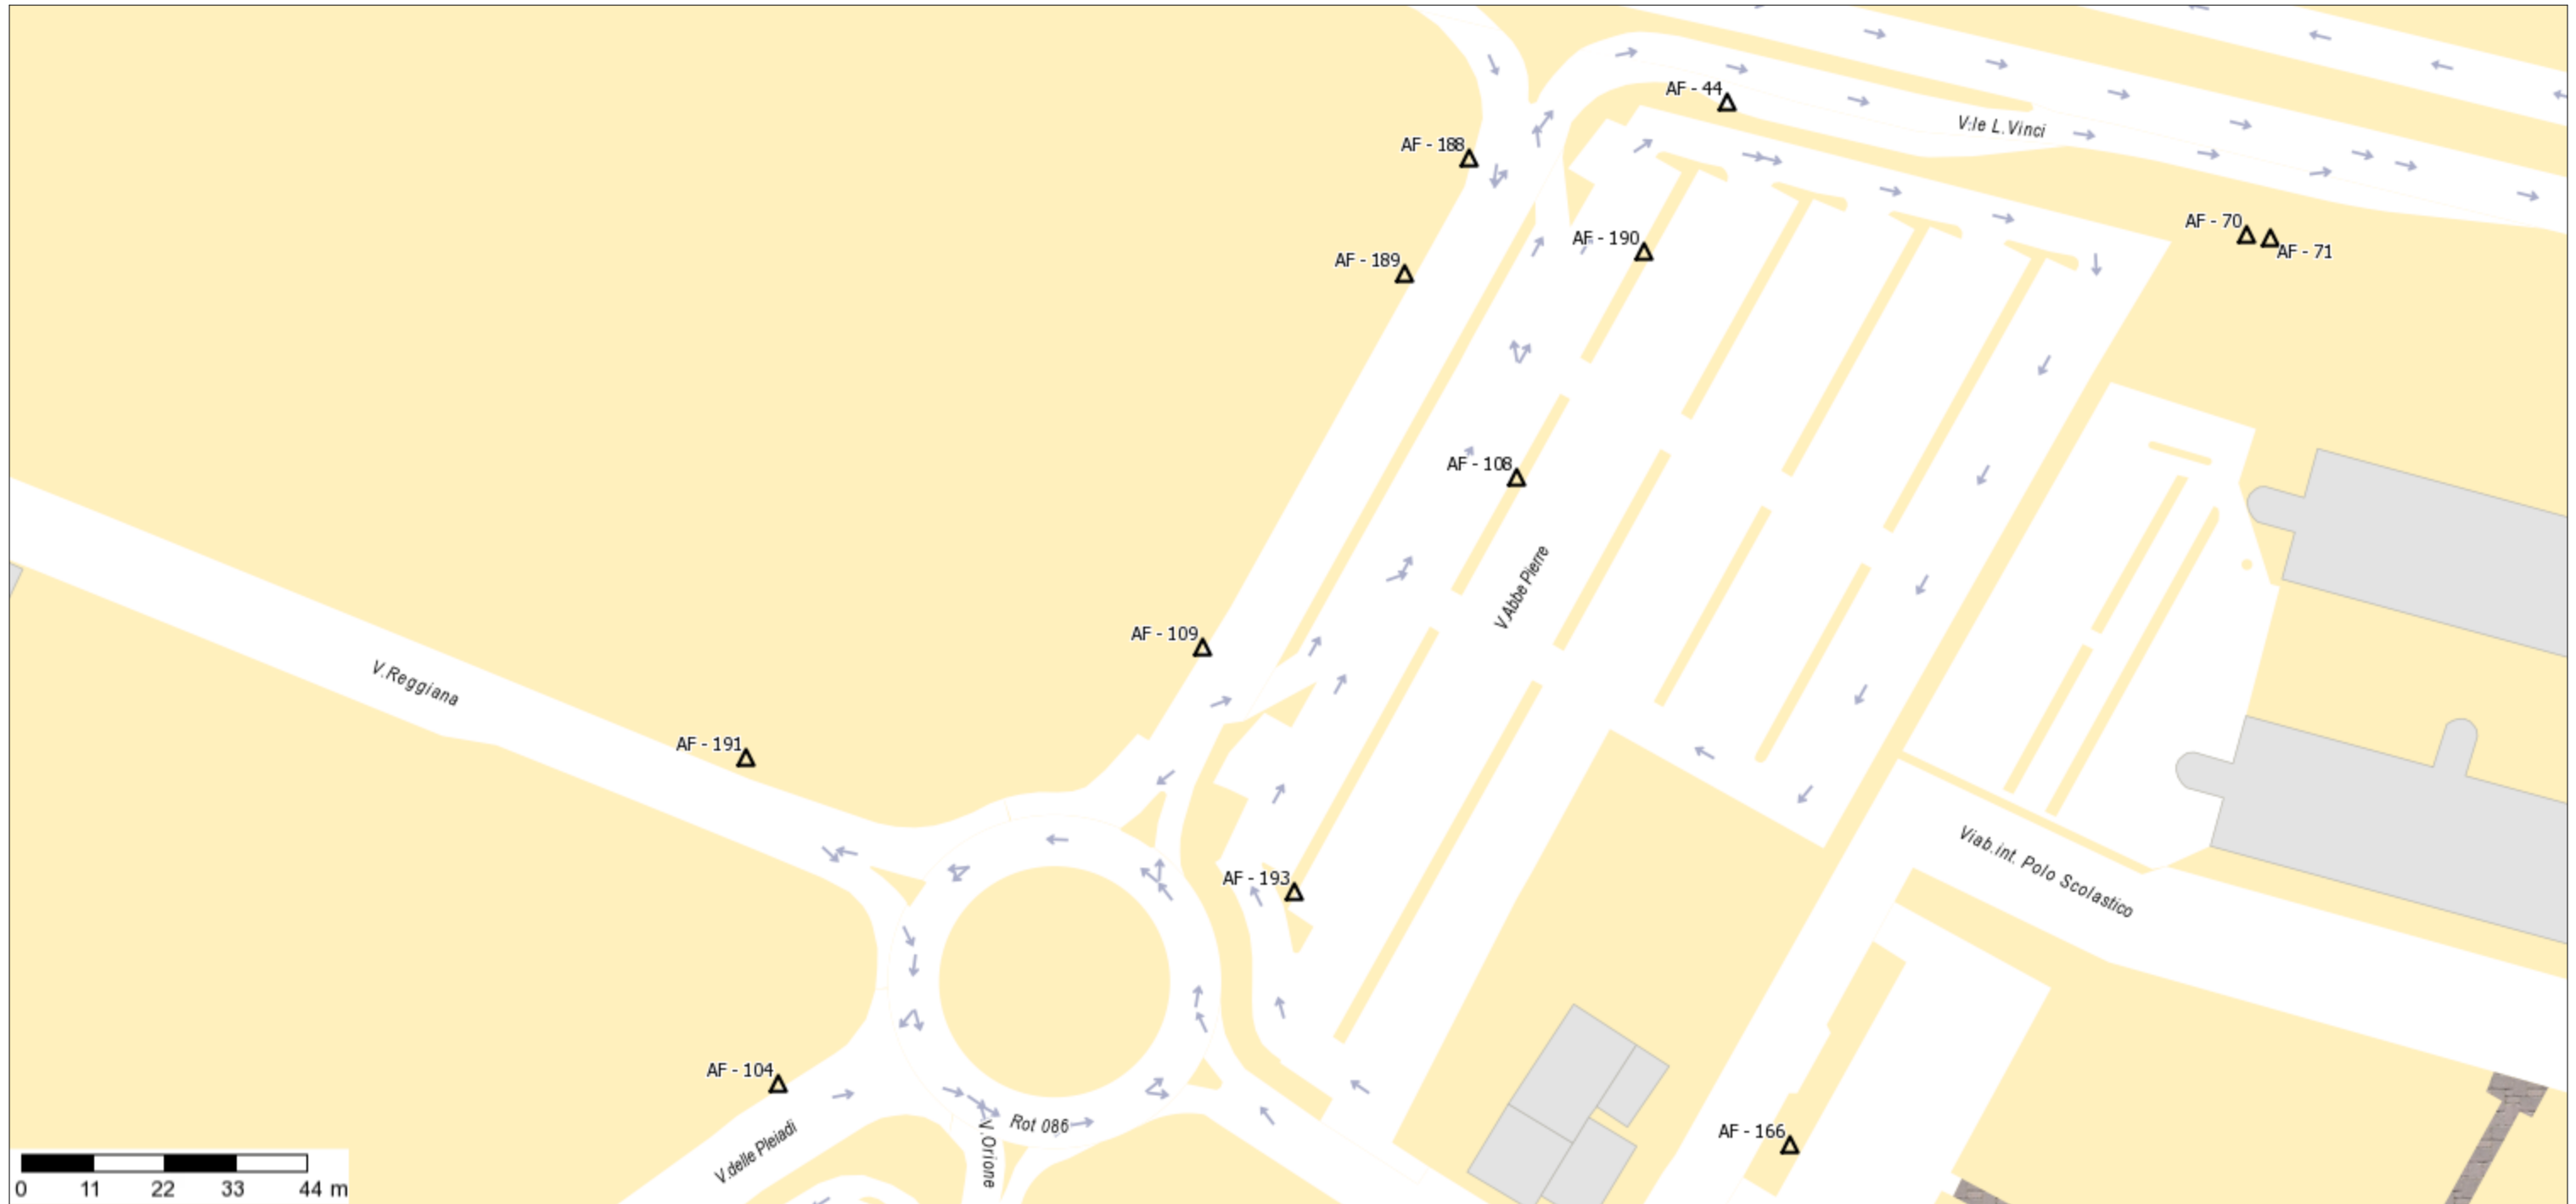 AF - 44
V.le L.Vinci
AF - 188
AF - 70
AF - 190
AF - 71
AF - 189
AF - 108
V.Abbe Pierre
AF - 109
V.Reggiana
AF - 191
Viab.int. Polo Scolastico
AF - 193
AF - 104
Rot 086
V.Orione
V.delle Pleiadi
AF - 166
0 11 22 33 44 m